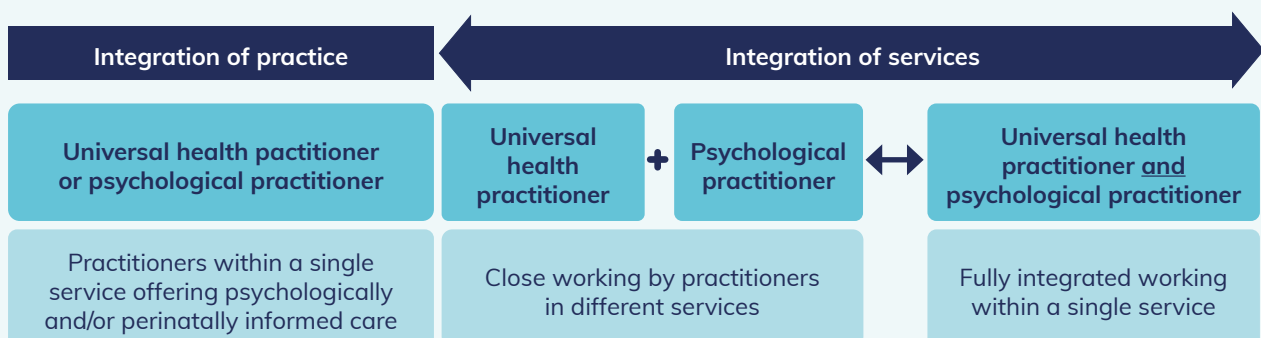 Integration of practice
Integration of services
Universal health pactitioner
or psychological practitioner
Universal
health
practitioner
+
Psychological
practitioner
Universal health
practitioner and
psychological practitioner
Practitioners within a single
service offering psychologically
and/or perinatally informed care
Close working by practitioners
in different services
Fully integrated working
within a single service